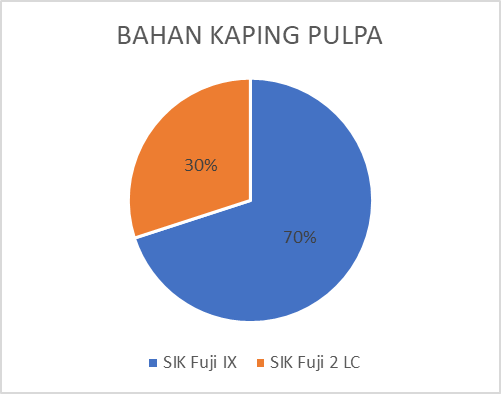 BAHAN KAPING PULPA
30%
70%
SIK Fuji IX
SIK Fuji 2 LC